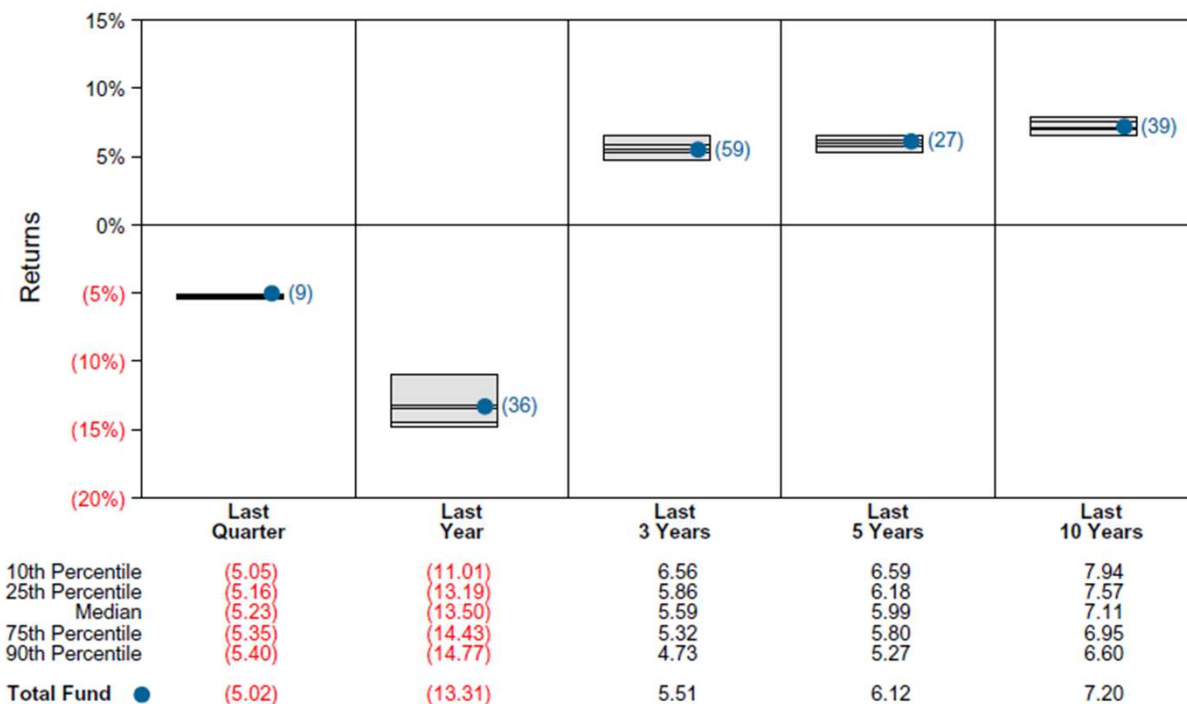 15%
10%
5%
0%
(5%)
(10%)
(15%)
(20%)
Returns
(9)
(36)
(59)
(27)
(39)
Last Quarter
Last Year
Last 3 Years
Last 5 Years
Last 10 Years
10th Percentile (5.05) (11.01) 6.56 6.59 7.94
25th Percentile (5.16) (13.19) 5.86 6.18 7.57
Median (5.23) (13.50) 5.59 5.99 7.11
75th Percentile (5.35) (14.43) 5.32 5.80 6.95
90th Percentile (5.40) (14.77) 4.73 5.27 6.60
Total Fund (5.02) (13.31) 5.51 6.12 7.20